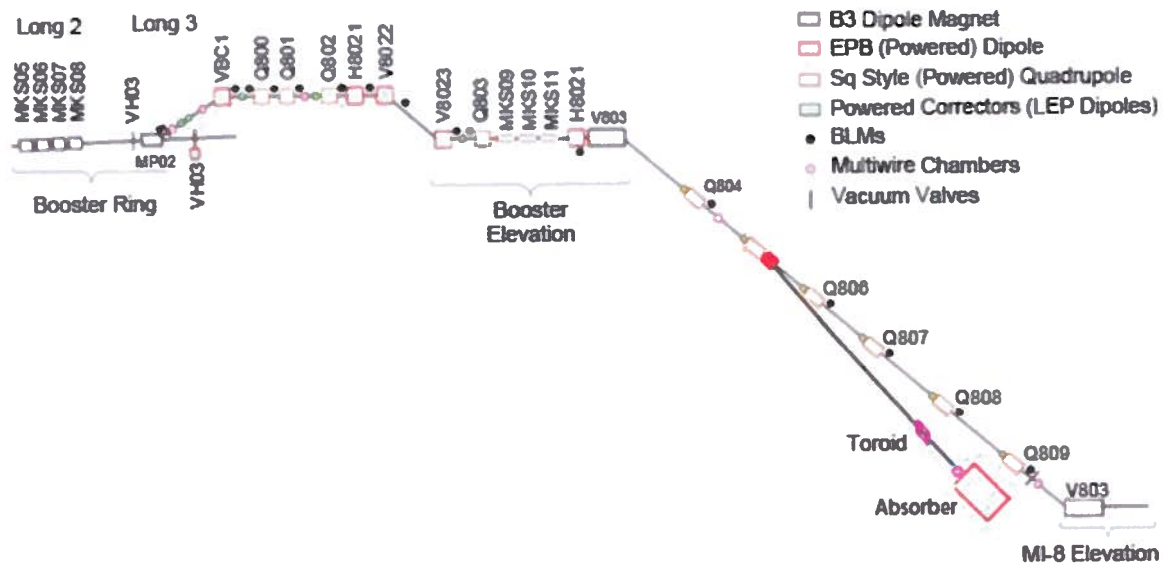 Long 2
Long 3
MKS05
MKS06
MKS07
MKS08
VH03
MP02
VH03
VBC1
Q800
Q801
Q802
H8021
V8022
V8023
Q803
MKS09
MKS10
MKS11
H8021
V803
Booster Ring
Booster
Elevation
B3 Dipole Magnet
EPB (Powered) Dipole
Sq Style (Powered) Quadrupole
Powered Correctors (LEP Dipoles)
BLMs
Multiwire Chambers
Vacuum Valves
Q804
Q806
Q807
Q808
Toroid
Q809
Absorber
V803
MI-8 Elevation